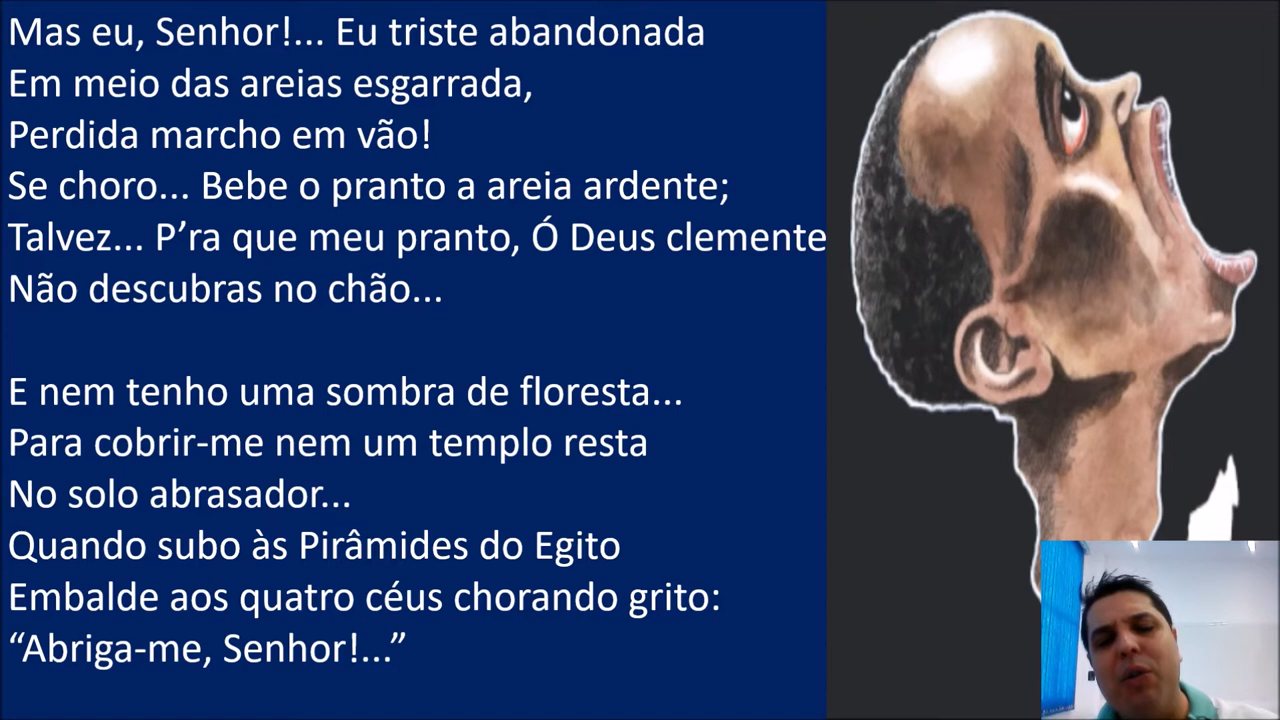 Mas eu, Senhor!... Eu triste abandonada
Em meio das areias esgarrada,
Perdida marcho em vão!
Se choro... Bebe o pranto a areia ardente;
Talvez... P’ra que meu pranto, Ó Deus clemente
Não descubras no chão...
E nem tenho uma sombra de floresta...
Para cobrir-me nem um templo resta
No solo abrasador...
Quando subo às Pirâmides do Egito
Embalde aos quatro céus chorando grito:
“Abriga-me, Senhor!...”